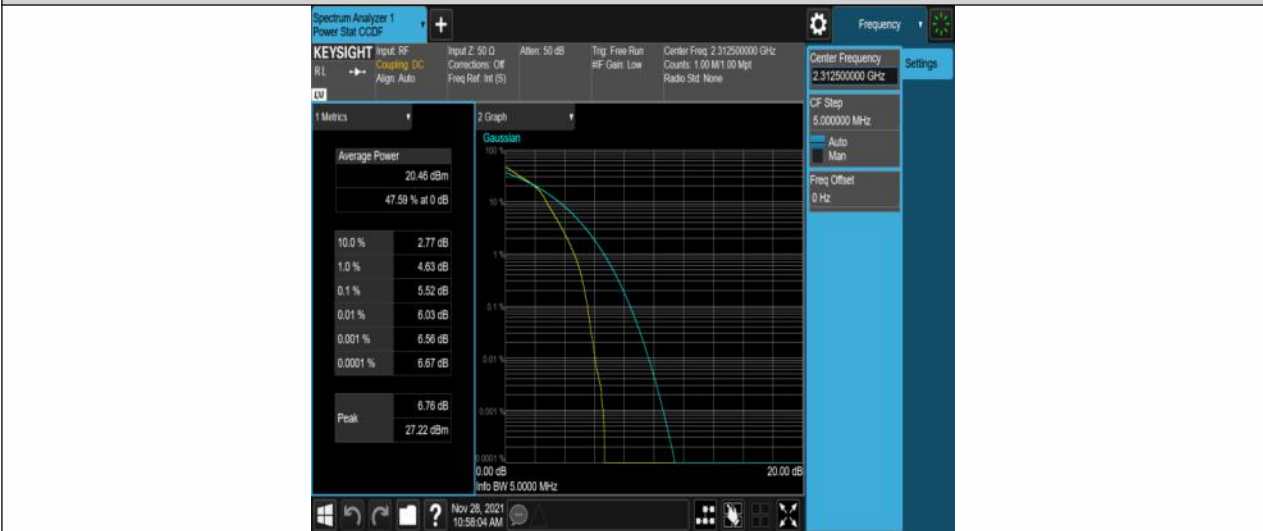 Spectrum Analyzer 1
Power Stat CCDF
+
Frequency
KEYSIGHT
R L
Input: RF
Coupling: DC
Align: Auto
Input Z: 50 Ω
Corrections: Off
Freq Ref: Int (S)
Atten: 50 dB
Trig: Free Run
#IF Gain: Low
Center Freq: 2.312500000 GHz
Counts: 1.00 M/1.00 Mpt
Radio Std: None
Center Frequency
2.312500000 GHz
Settings
CF Step
5.000000 MHz
Auto
Man
Freq Offset
0 Hz
1 Metrics
Average Power
20.46 dBm
47.59 % at 0 dB
10.0 % 2.77 dB
1.0 % 4.63 dB
0.1 % 5.52 dB
0.01 % 6.03 dB
0.001 % 6.56 dB
0.0001 % 6.67 dB
Peak
6.76 dB
27.22 dBm
2 Graph
Gaussian
100 %
10 %
1 %
0.1 %
0.01 %
0.001 %
0.0001 %
0.00 dB 20.00 dB
Info BW 5.0000 MHz
?
Nov 28, 2021
10:58:04 AM